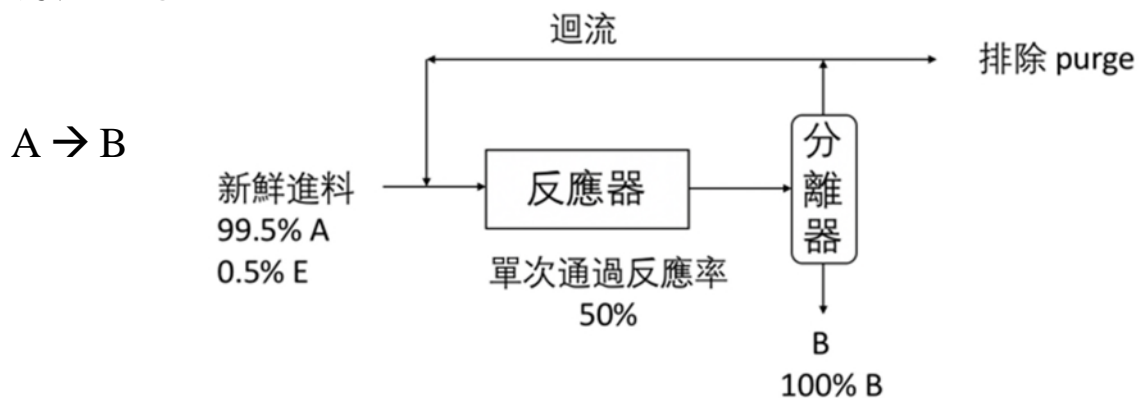 迴流
排除 purge
A → B
新鮮進料
99.5% A
0.5% E
反應器
單次通過反應率
50%
分離器
B
100% B